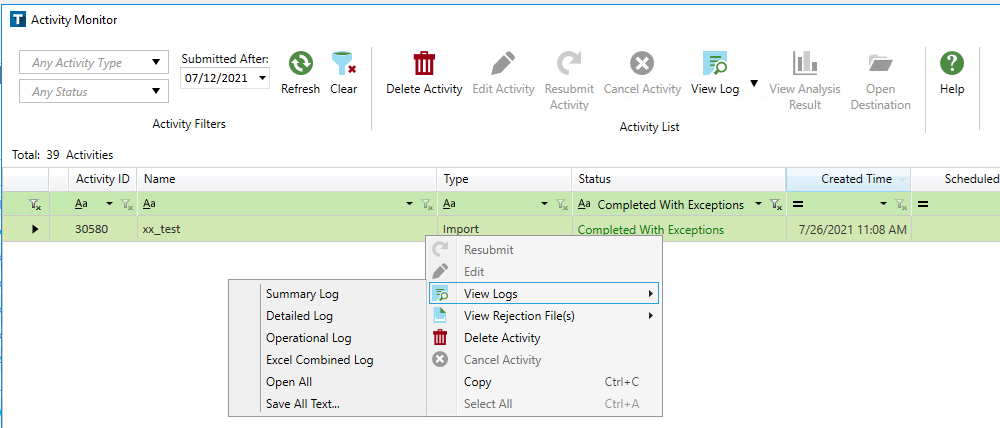 T Activity Monitor
Any Activity Type
Any Status
Submitted After:
07/12/2021
Refresh
Clear
Activity Filters
Delete Activity
Edit Activity
Resubmit
Activity
Cancel Activity
View Log
View Analysis
Result
Open
Destination
Activity List
? Help
Total: 39 Activities
Activity ID Name Type Status Created Time Scheduled
Aa Aa Aa Aa Completed With Exceptions = =
30580 xx_test Import Completed With Exceptions 7/26/2021 11:08 AM
Resubmit
Edit
View Logs
View Rejection File(s)
Delete Activity
Cancel Activity
Copy Ctrl+C
Select All Ctrl+A
Summary Log
Detailed Log
Operational Log
Excel Combined Log
Open All
Save All Text...